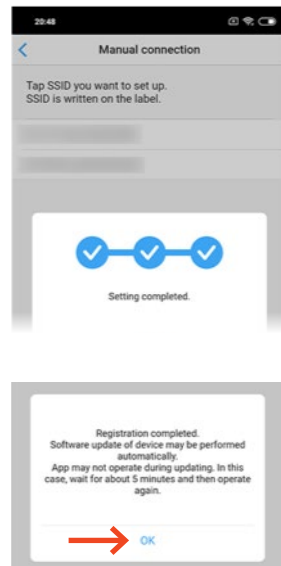 20:48
Manual connection
Tap SSID you want to set up.
SSID is written on the label.
Setting completed.
Registration completed.
Software update of device may be performed
automatically.
App may not operate during updating. In this
case, wait for about 5 minutes and then operate
again.
OK